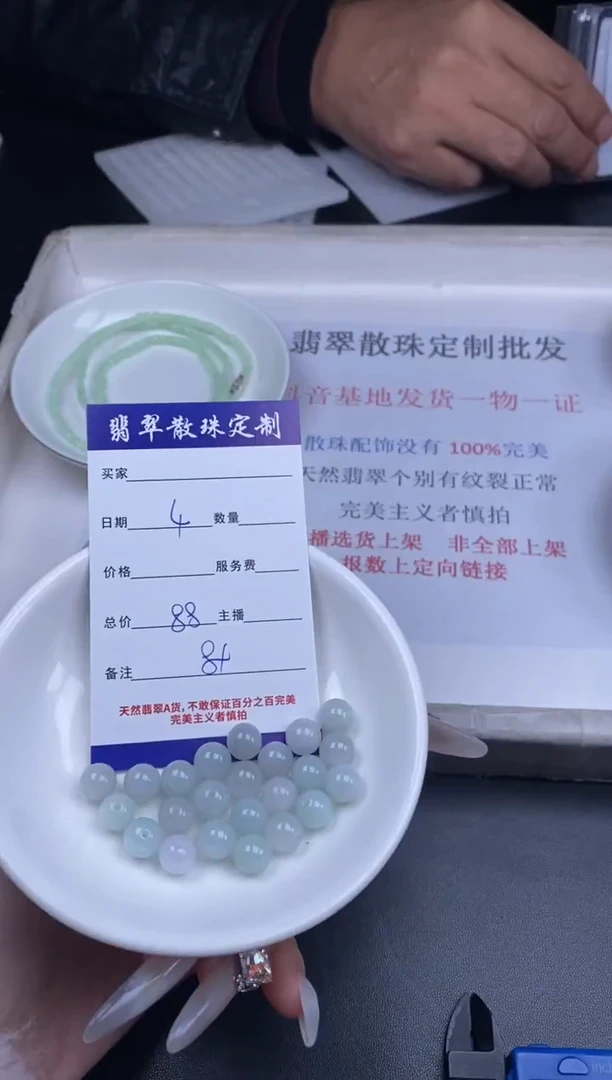 翡翠散珠定制批发
音基地发货一物一证
散珠配饰没有 100%完美
天然翡翠个别有纹裂正常
完美主义者慎拍
播选货上架 非全部上架
报数上定向链接
翡翠散珠定制
买家
日期 4 数量
价格 服务费
总价 88 主播
备注
天然翡翠A货，不敢保证百分之百完美
完美主义者慎拍